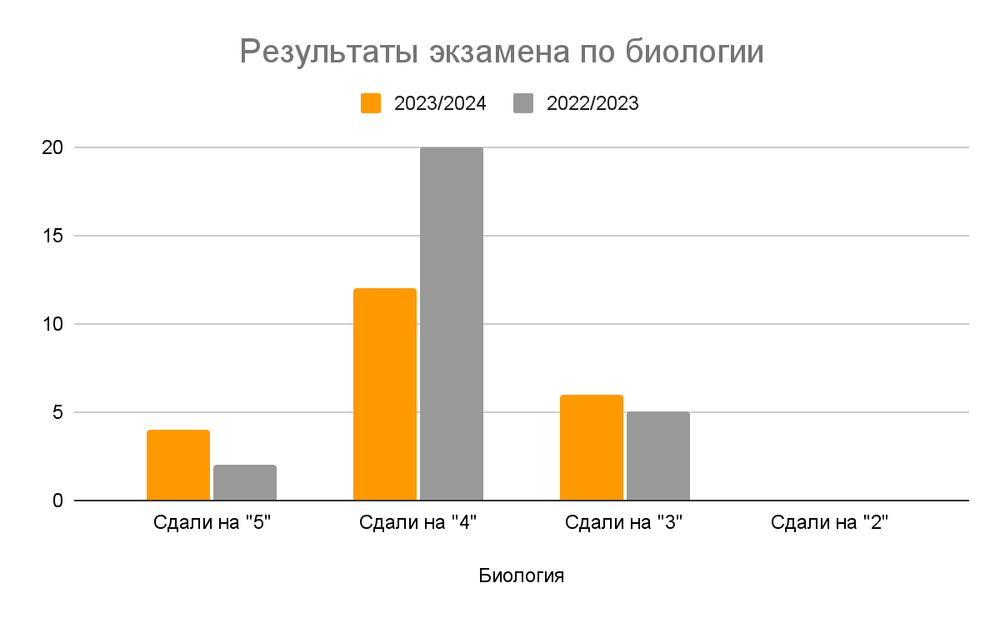 Результаты экзамена по биологии
2023/2024 2022/2023
20
15
10
5
0
Сдали на "5" Сдали на "4" Сдали на "3" Сдали на "2"
Биология